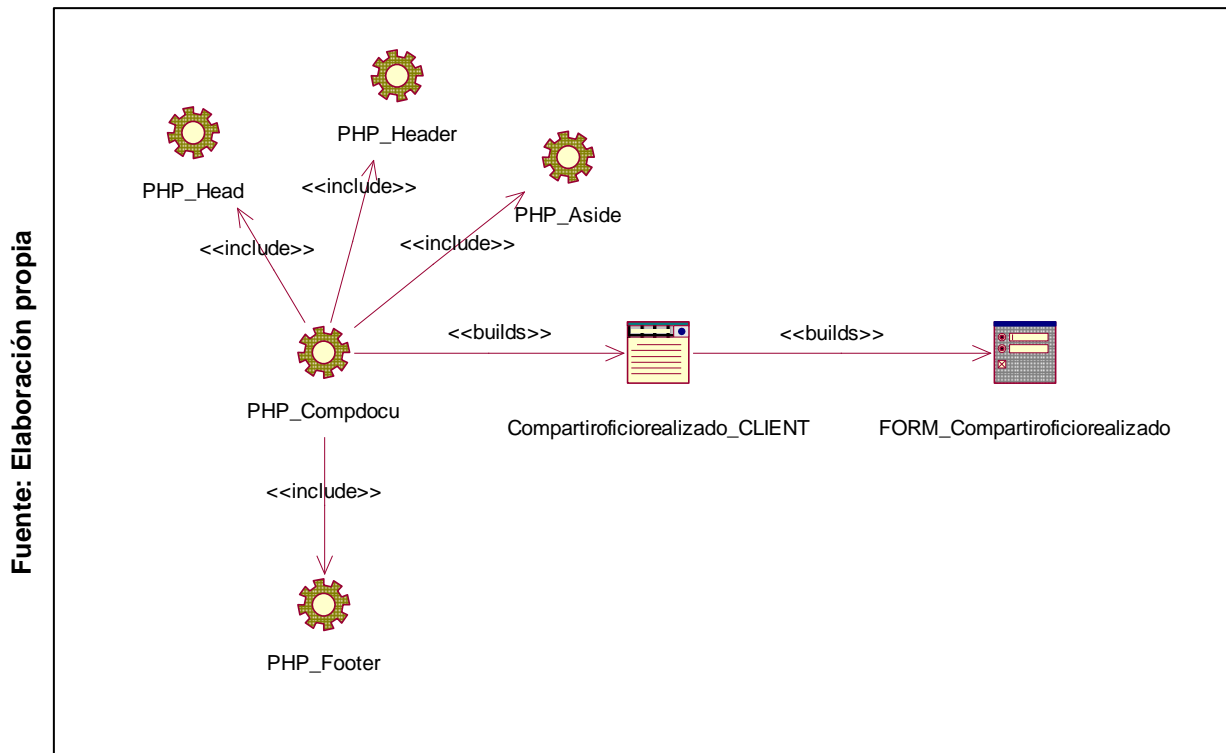 Fuente: Elaboración propia
PHP_Header
PHP_Head
<<include>>
PHP_Aside
<<include>>
<<include>>
<<builds>>
<<builds>>
PHP_Compdocu
Compartiroficiorealizado_CLIENT
FORM_Compartiroficiorealizado
<<include>>
PHP_Footer